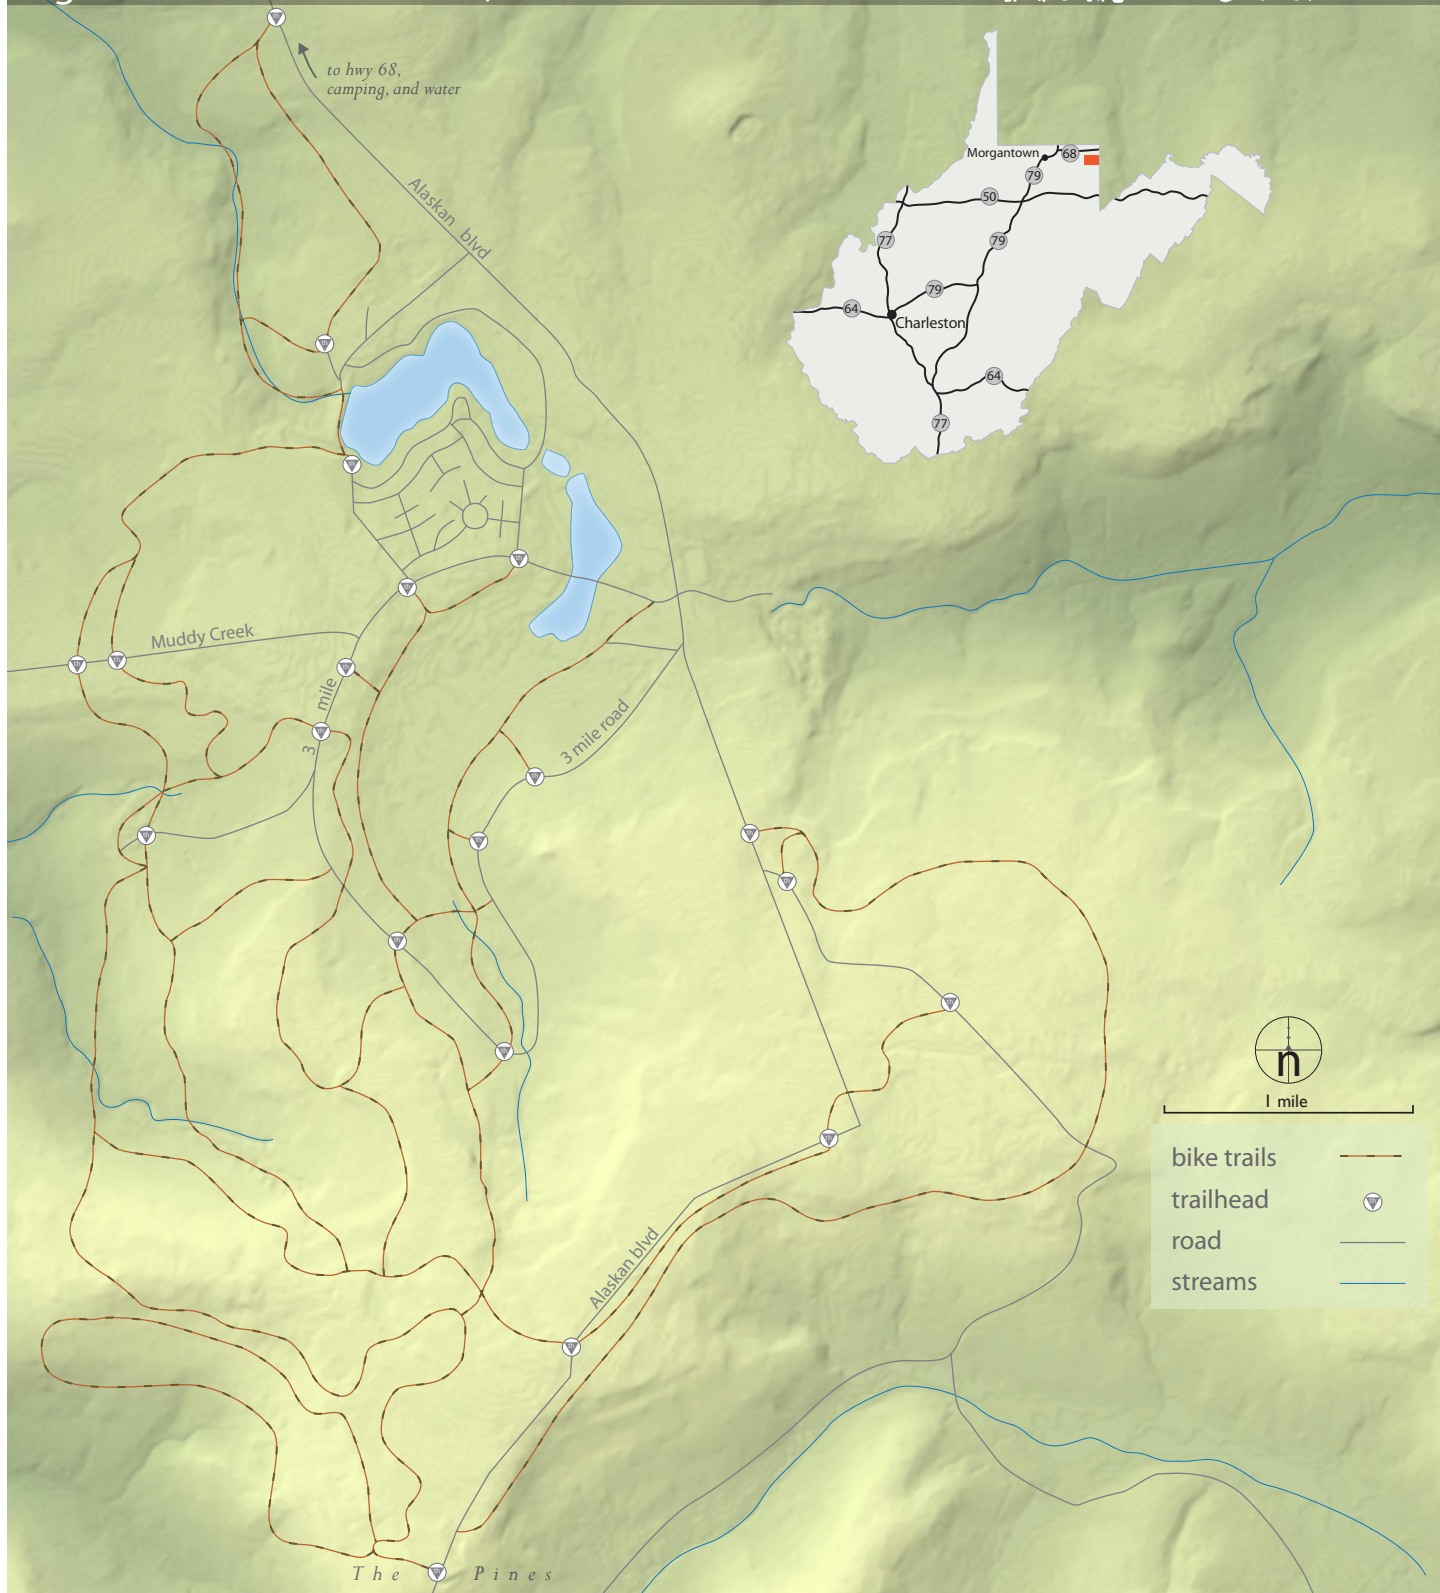 to hwy 68,
camping, and water
Alaskan blvd
Morgantown
68
79
50
77
79
79
64
Charleston
64
77
Muddy Creek
3 mile
3 mile road
n
1 mile
bike trails
trailhead
road
streams
Alaskan blvd
The Pines